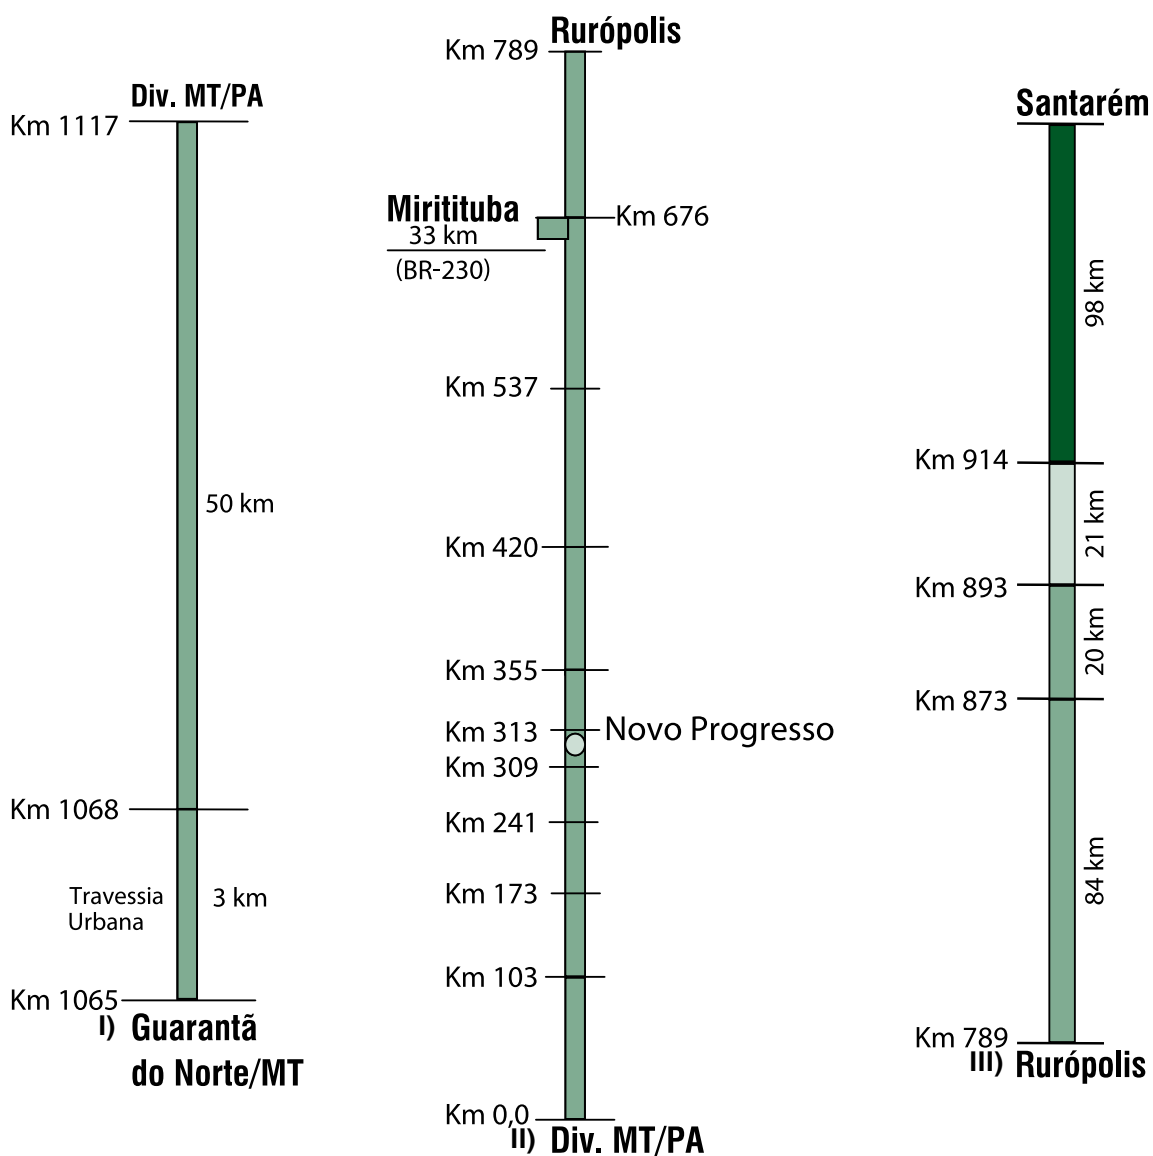 Div. MT/PA
Km 1117
50 km
Km 1068
Travessia
Urbana
3 km
Km 1065
I) Guarantã
do Norte/MT
Rurópolis
Km 789
Miritituba
33 km
(BR-230)
Km 676
Km 537
Km 420
Km 355
Km 313
Novo Progresso
Km 309
Km 241
Km 173
Km 103
Km 0,0
II) Div. MT/PA
Santarém
98 km
Km 914
21 km
Km 893
20 km
Km 873
84 km
Km 789
III) Rurópolis